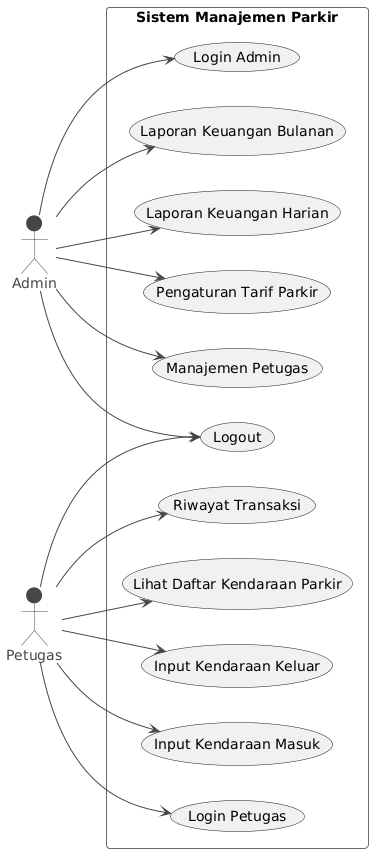 Sistem Manajemen Parkir
Login Admin
Laporan Keuangan Bulanan
Laporan Keuangan Harian
Admin
Pengaturan Tarif Parkir
Manajemen Petugas
Logout
Riwayat Transaksi
Lihat Daftar Kendaraan Parkir
Petugas
Input Kendaraan Keluar
Input Kendaraan Masuk
Login Petugas